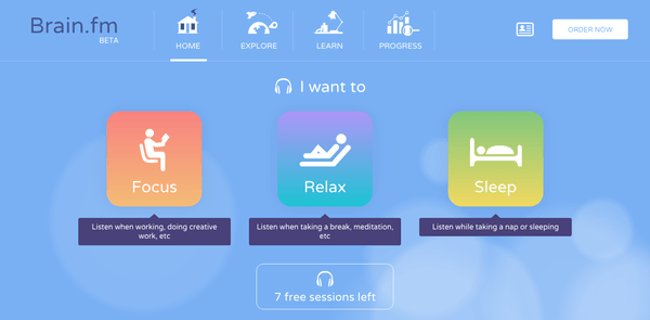 Brain.fm
BETA
HOME
EXPLORE
LEARN
PROGRESS
ORDER NOW
I want to
Focus
Relax
Sleep
Listen when working, doing creative
work, etc
Listen when taking a break, meditation,
etc
Listen while taking a nap or sleeping
7 free sessions left